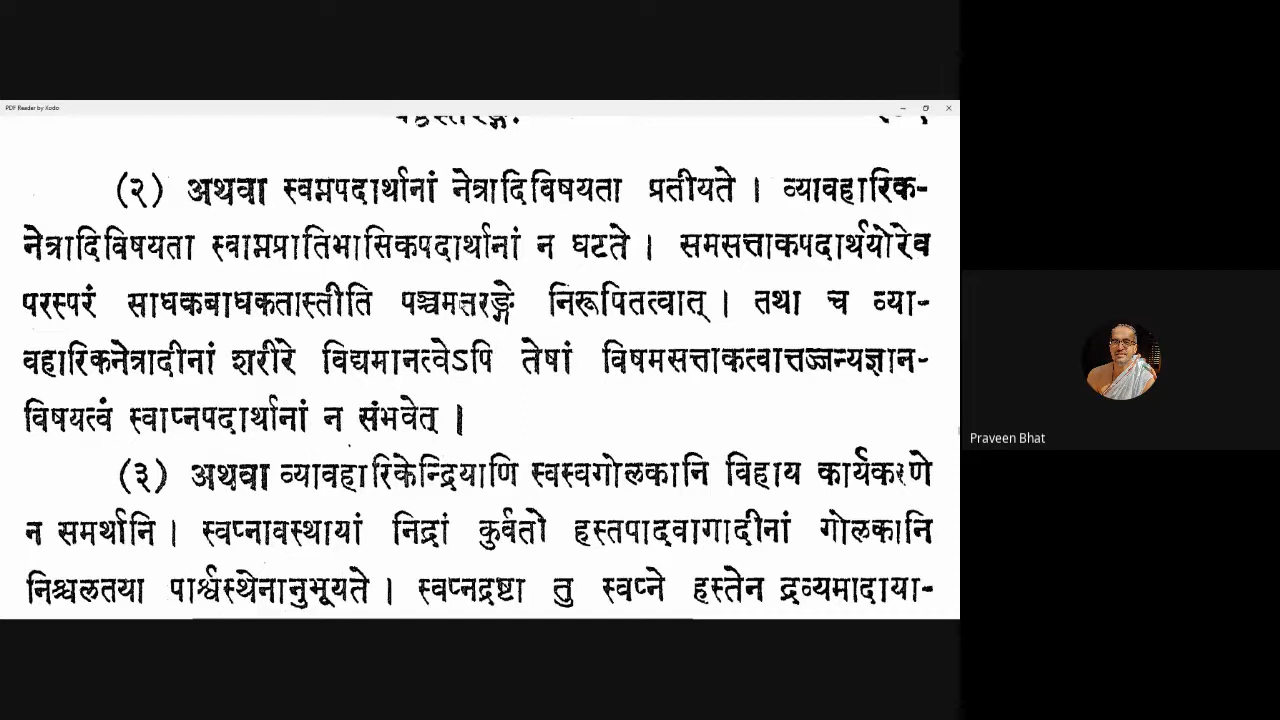 PDF Reader by Xodo
(२) अथवा स्वप्नपदार्थानां नेत्रादिविषयता प्रतीयते । व्यावहारिक-
नेत्रादिविषयता स्वाप्नप्रातिभासिकपदार्थानां न घटते । समसत्ताकपदार्थयोरेव
परस्परं साधकबाधकतास्तीति पञ्चमतरङ्गे निरूपितत्वात् । तथा च व्या-
वहारिकनेत्रादीनां शरीरे विद्यमानत्वेऽपि तेषां विषमसत्ताकत्वात्तज्जन्यज्ञान-
विषयत्वं स्वाप्नपदार्थानां न संभवेत् ।
(३) अथवा व्यावहारिकेन्द्रियाणि स्वस्वगोलकानि विहाय कार्यकरणे
न समर्थानि । स्वप्नावस्थायां निद्रां कुर्वतो हस्तपादवागादीनां गोलकानि
निश्चलतया पार्श्वस्थेनानुभूयते । स्वप्नद्रष्टा तु स्वप्ने हस्तेन द्रव्यमादाया-
Praveen Bhat